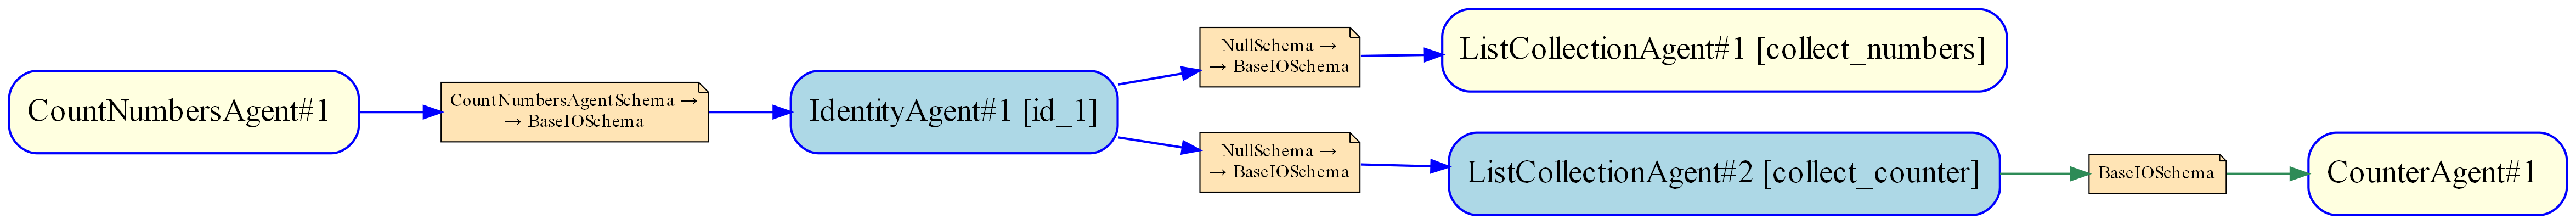 CountNumbersAgent#1
CountNumbersAgentSchema →
→ BaseIOSchema
IdentityAgent#1 [id_1]
NullSchema →
→ BaseIOSchema
ListCollectionAgent#1 [collect_numbers]
NullSchema →
→ BaseIOSchema
ListCollectionAgent#2 [collect_counter]
BaseIOSchema
CounterAgent#1